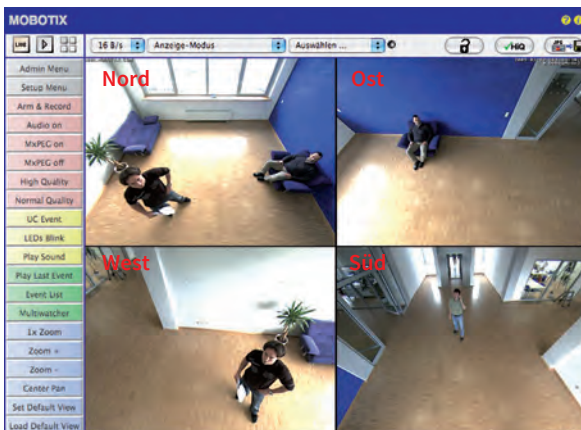 MOBOTIX
LIVE
16 B/s Anzeige-Modus Auswählen ...
HiQ
Admin Menu
Setup Menu
Arm & Record
Audio on
MxPEG on
MxPEG off
High Quality
Normal Quality
UC Event
LEDs Blink
Play Sound
Play Last Event
Event List
Multiwatcher
1x Zoom
Zoom +
Zoom -
Center Pan
Set Default View
Load Default View
Nord
Ost
West
Süd